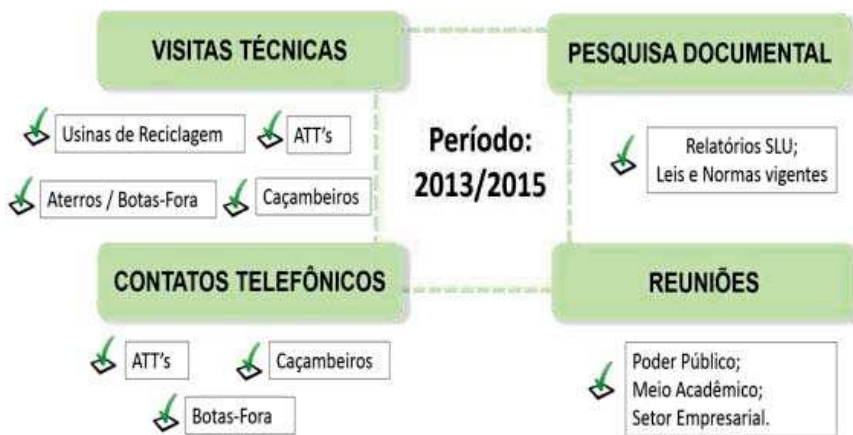 VISITAS TÉCNICAS
Usinas de Reciclagem
ATT's
Aterros / Botas-Fora
Caçambeiros
Período:
2013/2015
PESQUISA DOCUMENTAL
Relatórios SLU;
Leis e Normas vigentes
CONTATOS TELEFÔNICOS
ATT's
Caçambeiros
Botas-Fora
REUNIÕES
Poder Público;
Meio Acadêmico;
Setor Empresarial.